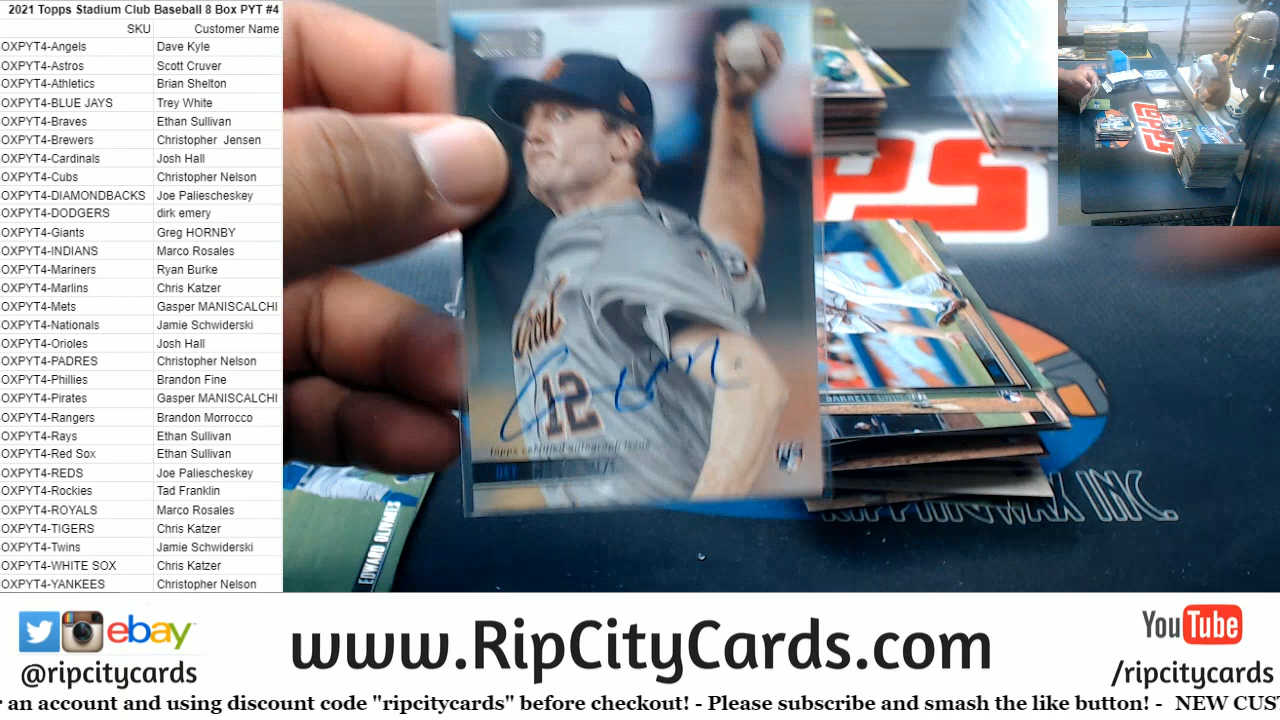 2021 Topps Stadium Club Baseball 8 Box PYT #4
SKU Customer Name
OXPYT4-Angels Dave Kyle
OXPYT4-Astros Scott Cruver
OXPYT4-Athletics Brian Shelton
OXPYT4-BLUE JAYS Trey White
OXPYT4-Braves Ethan Sullivan
OXPYT4-Brewers Christopher Jensen
OXPYT4-Cardinals Josh Hall
OXPYT4-Cubs Christopher Nelson
OXPYT4-DIAMONDBACKS Joe Paliescheskey
OXPYT4-DODGERS dirk emery
OXPYT4-Giants Greg HORNBY
OXPYT4-INDIANS Marco Rosales
OXPYT4-Mariners Ryan Burke
OXPYT4-Marlins Chris Katzer
OXPYT4-Mets Gasper MANISCALCHI
OXPYT4-Nationals Jamie Schwiderski
OXPYT4-Orioles Josh Hall
OXPYT4-PADRES Christopher Nelson
OXPYT4-Phillies Brandon Fine
OXPYT4-Pirates Gasper MANISCALCHI
OXPYT4-Rangers Brandon Morrocco
OXPYT4-Rays Ethan Sullivan
OXPYT4-Red Sox Ethan Sullivan
OXPYT4-REDS Joe Paliescheskey
OXPYT4-Rockies Tad Franklin
OXPYT4-ROYALS Marco Rosales
OXPYT4-TIGERS Chris Katzer
OXPYT4-Twins Jamie Schwiderski
OXPYT4-WHITE SOX Chris Katzer
OXPYT4-YANKEES Christopher Nelson
12
topps certified autograph issue
EDWARD OLIVARES
RIPPINGWAX INC
ebay
@ripcitycards
www.RipCityCards.com
YouTube
/ripcitycards
r an account and using discount code "ripcitycards" before checkout! - Please subscribe and smash the like button! - NEW CUS